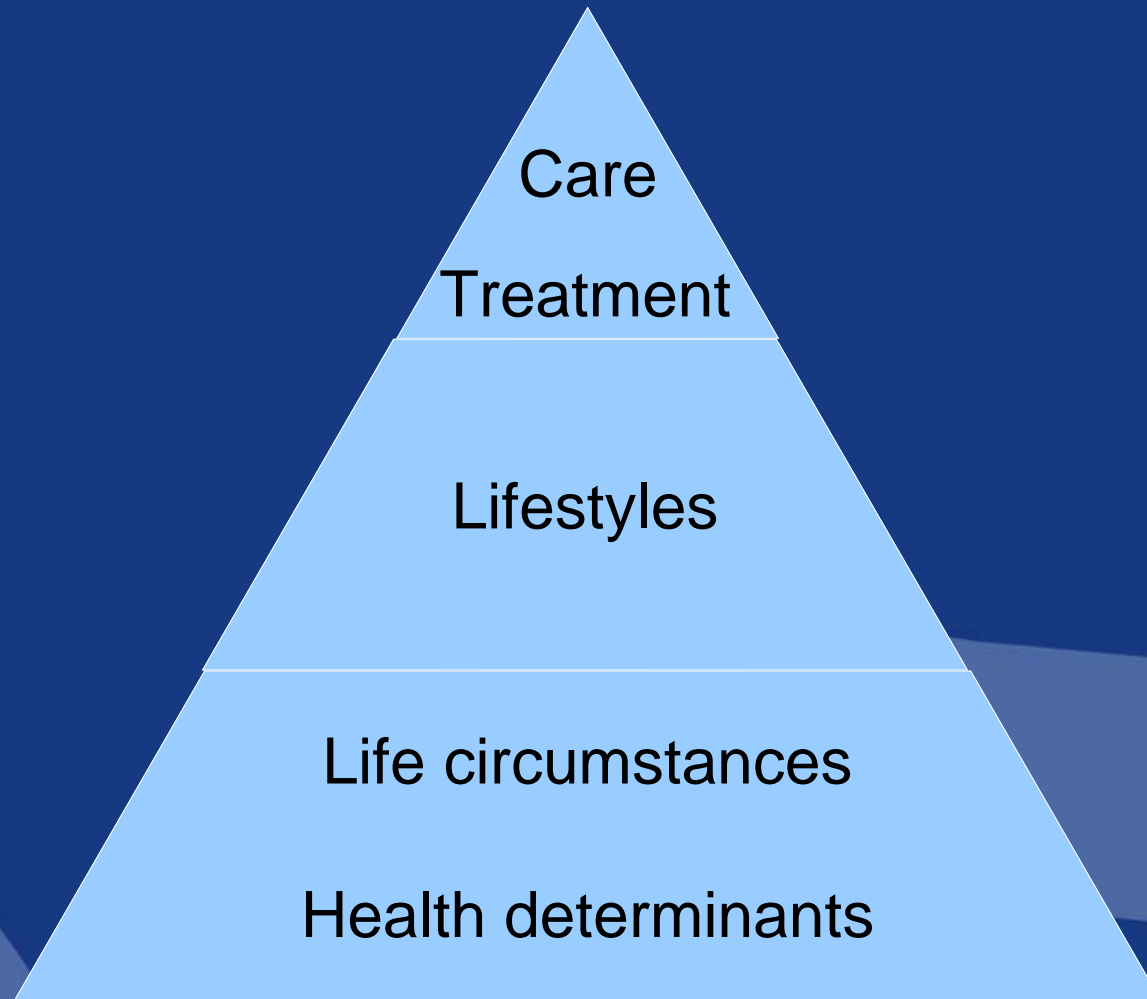 Care
Treatment
Lifestyles
Life circumstances
Health determinants